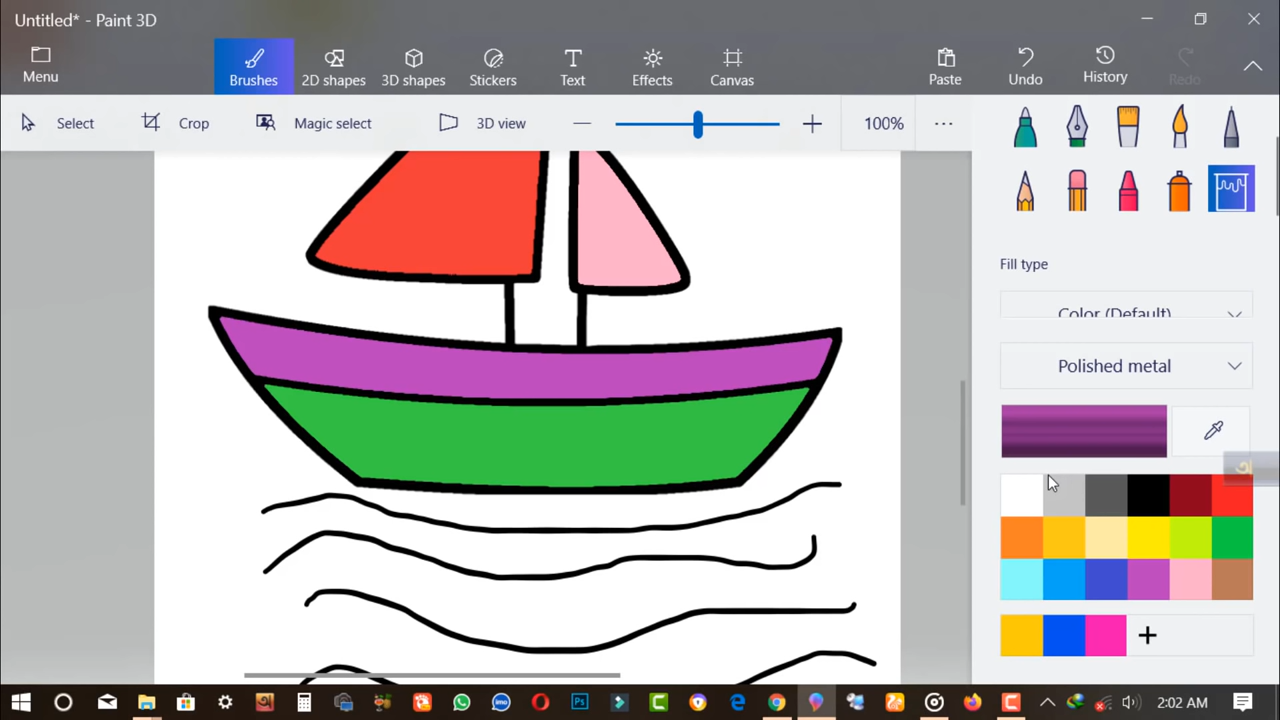 Untitled* - Paint 3D
Menu
Brushes
2D shapes
3D shapes
Stickers
Text
Effects
Canvas
Paste
Undo
History
Redo
Select
Crop
Magic select
3D view
100%
Fill type
Color (Default)
Polished metal
2:02 AM